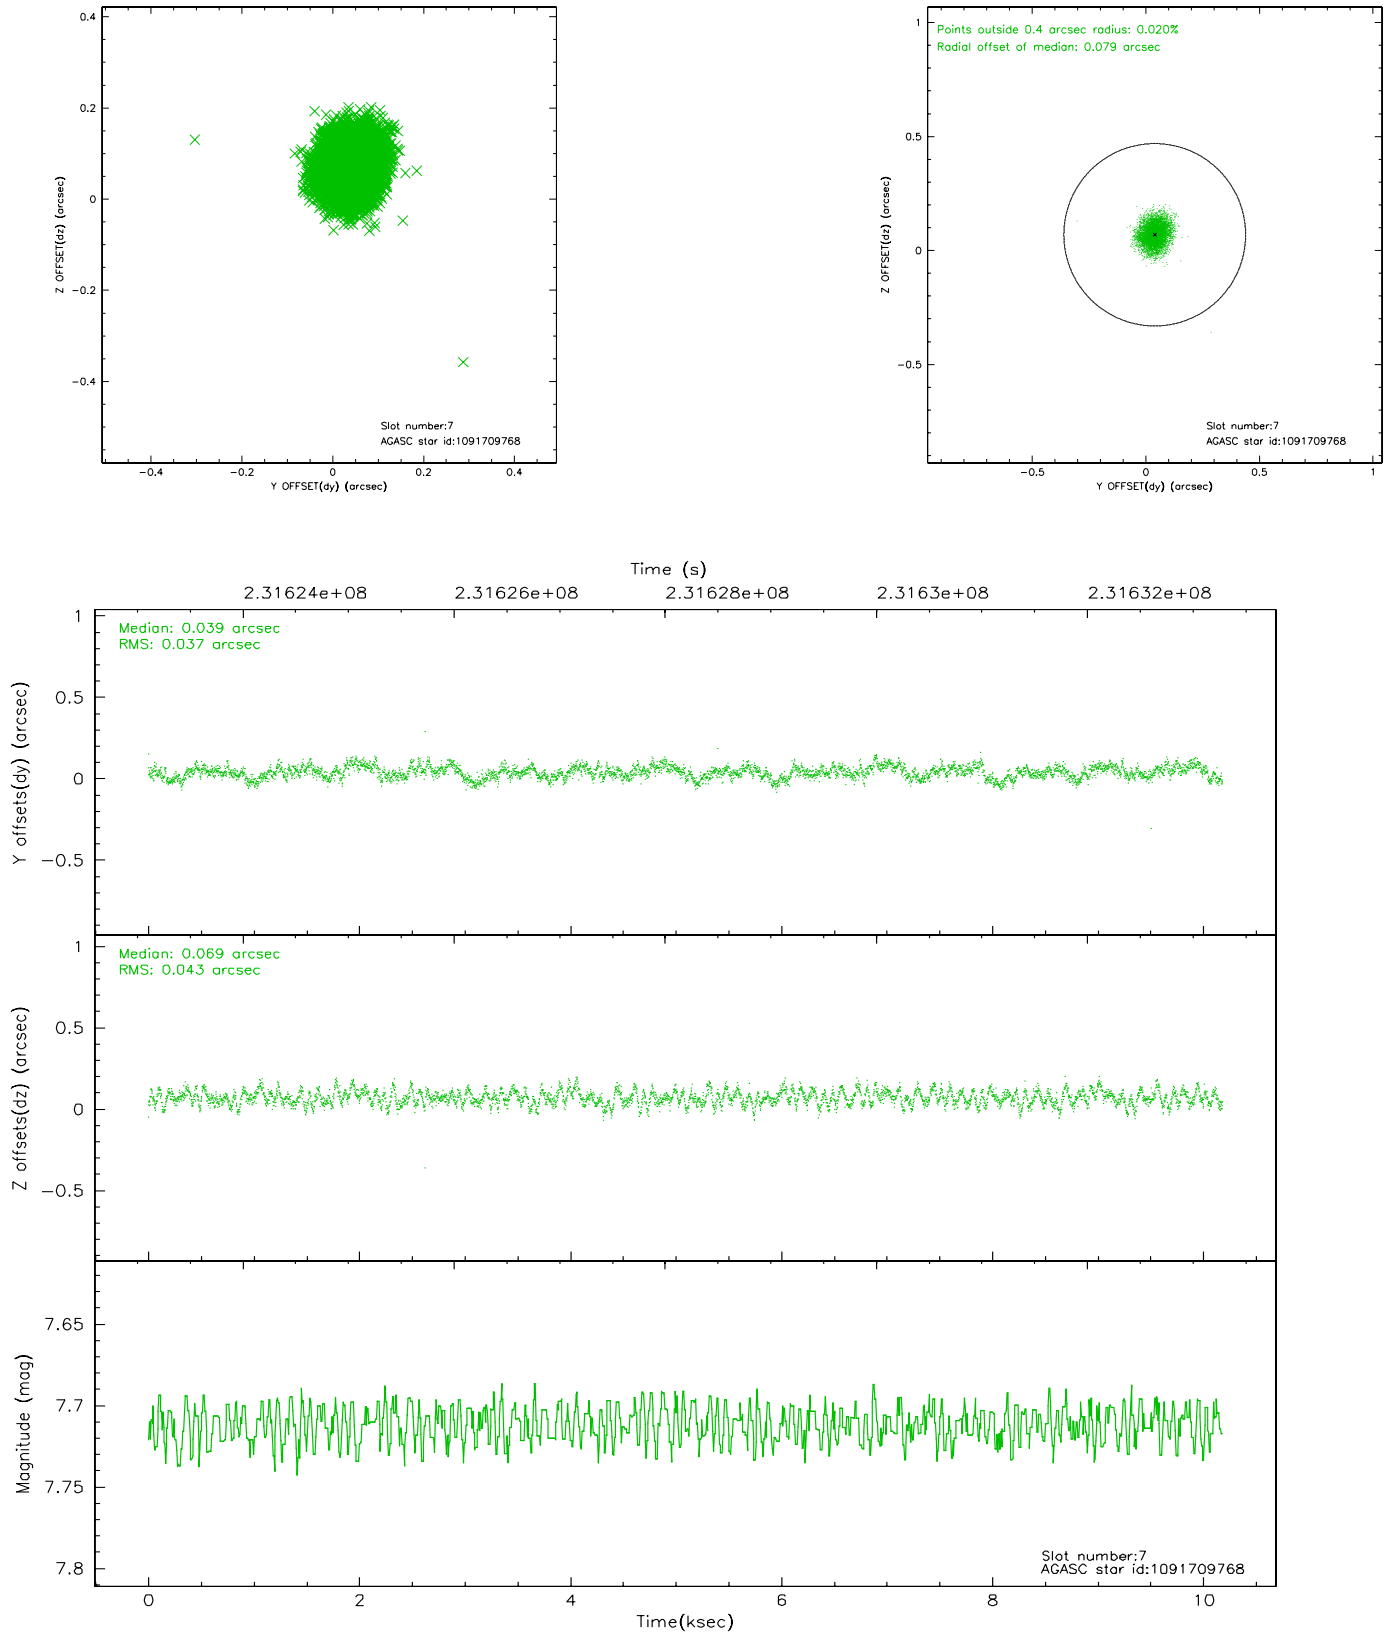 0.4
0.2
0
−0.2
−0.4
Z OFFSET(dz) (arcsec)
Slot number:7
AGASC star id:1091709768
−0.4 −0.2 0 0.2 0.4
Y OFFSET(dy) (arcsec)
1
0.5
0
−0.5
Z OFFSET(dz) (arcsec)
Points outside 0.4 arcsec radius: 0.020%
Radial offset of median: 0.079 arcsec
Slot number:7
AGASC star id:1091709768
−0.5 0 0.5 1
Y OFFSET(dy) (arcsec)
Time (s)
2.31624e+08 2.31626e+08 2.31628e+08 2.3163e+08 2.31632e+08
Median: 0.039 arcsec
RMS: 0.037 arcsec
1
0.5
0
−0.5
Y offsets(dy) (arcsec)
Median: 0.069 arcsec
RMS: 0.043 arcsec
1
0.5
0
−0.5
Z offsets(dz) (arcsec)
7.65
7.7
7.75
7.8
Magnitude (mag)
Slot number:7
AGASC star id:1091709768
0 2 4 6 8 10
Time(ksec)